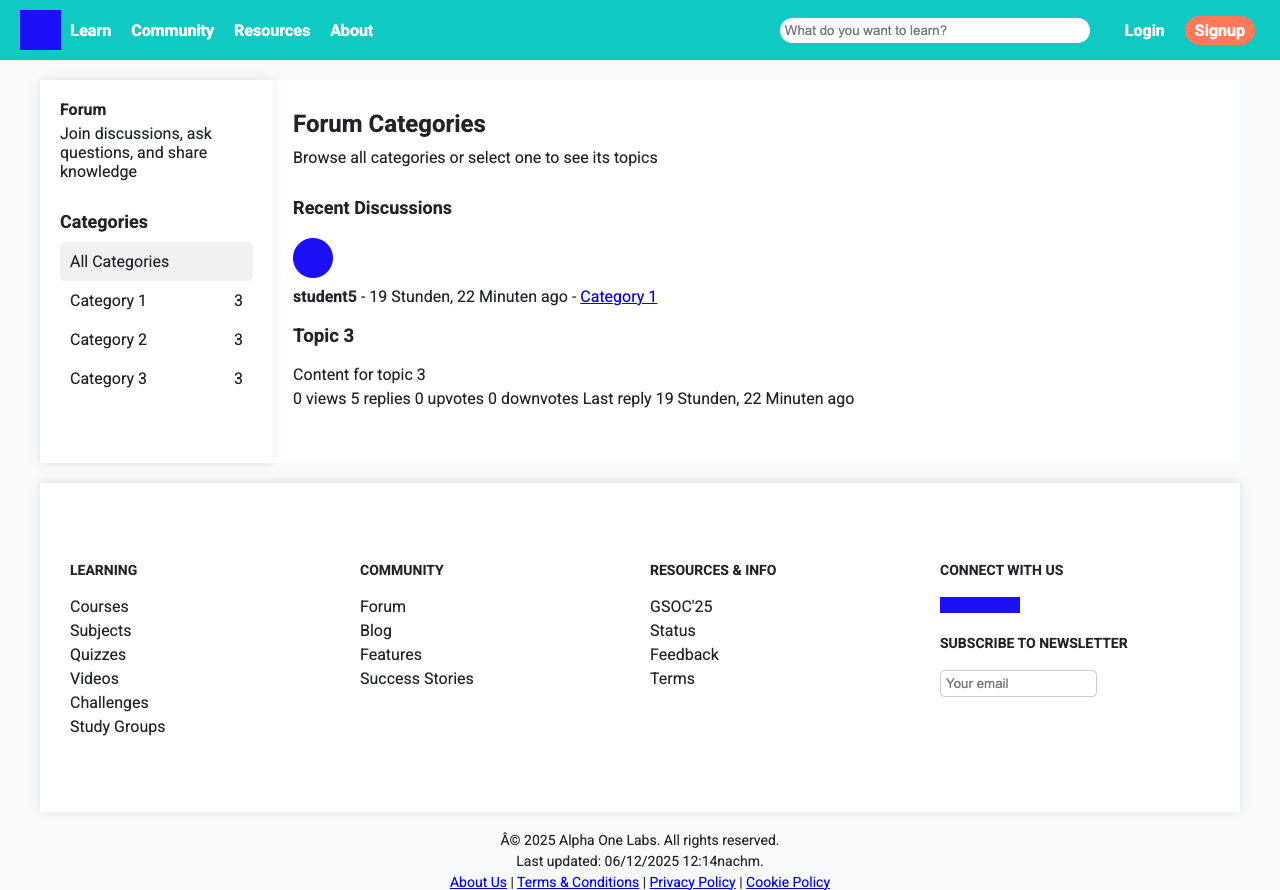 Learn Community Resources About What do you want to learn? Login Signup
Forum
Join discussions, ask
questions, and share
knowledge
Categories
All Categories
Category 1 3
Category 2 3
Category 3 3
Forum Categories
Browse all categories or select one to see its topics
Recent Discussions
student5 - 19 Stunden, 22 Minuten ago - Category 1
Topic 3
Content for topic 3
0 views 5 replies 0 upvotes 0 downvotes Last reply 19 Stunden, 22 Minuten ago
LEARNING
Courses
Subjects
Quizzes
Videos
Challenges
Study Groups
COMMUNITY
Forum
Blog
Features
Success Stories
RESOURCES & INFO
GSOC'25
Status
Feedback
Terms
CONNECT WITH US
SUBSCRIBE TO NEWSLETTER
Your email
Â© 2025 Alpha One Labs. All rights reserved.
Last updated: 06/12/2025 12:14nachm.
About Us | Terms & Conditions | Privacy Policy | Cookie Policy